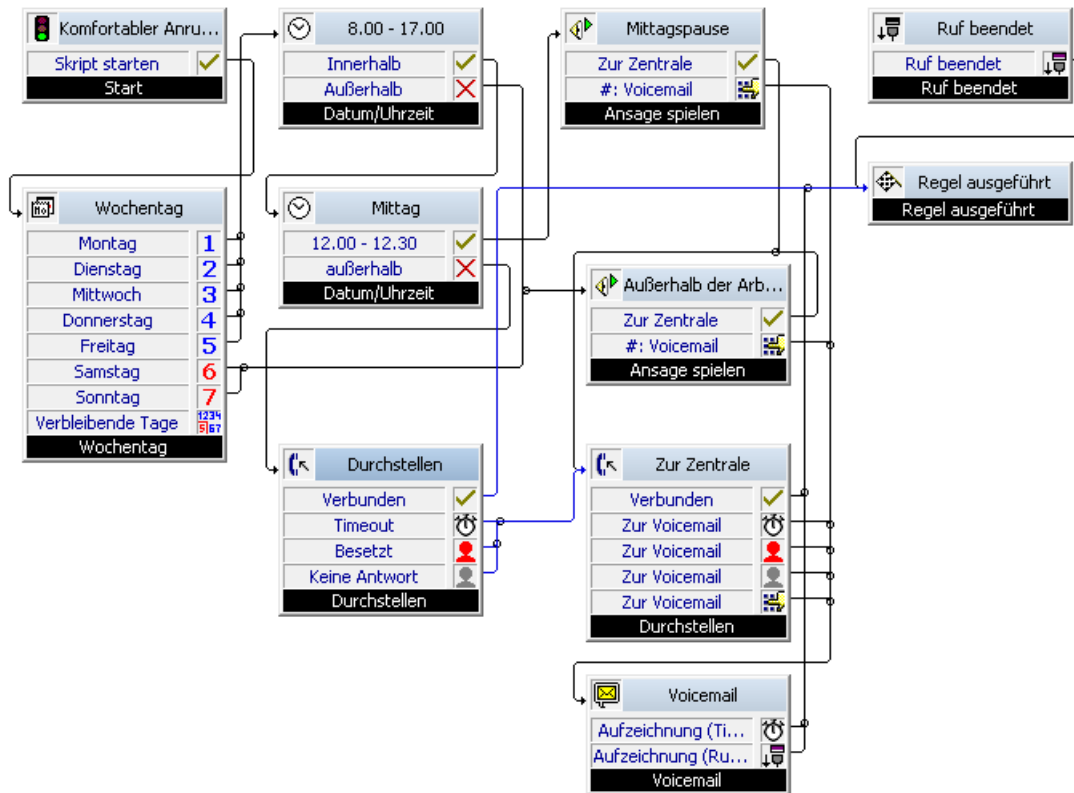 Komfortabler Anru...
Skript starten
Start
8.00 - 17.00
Innerhalb
Außerhalb
Datum/Uhrzeit
Mittagspause
Zur Zentrale
#: Voicemail
Ansage spielen
Ruf beendet
Ruf beendet
Ruf beendet
Regel ausgeführt
Regel ausgeführt
Wochentag
Montag 1
Dienstag 2
Mittwoch 3
Donnerstag 4
Freitag 5
Samstag 6
Sonntag 7
Verbleibende Tage 1234 567
Wochentag
Mittag
12.00 - 12.30
außerhalb
Datum/Uhrzeit
Außerhalb der Arb...
Zur Zentrale
#: Voicemail
Ansage spielen
Durchstellen
Verbunden
Timeout
Besetzt
Keine Antwort
Durchstellen
Zur Zentrale
Verbunden
Zur Voicemail
Zur Voicemail
Zur Voicemail
Zur Voicemail
Durchstellen
Voicemail
Aufzeichnung (Ti...
Aufzeichnung (Ru...
Voicemail